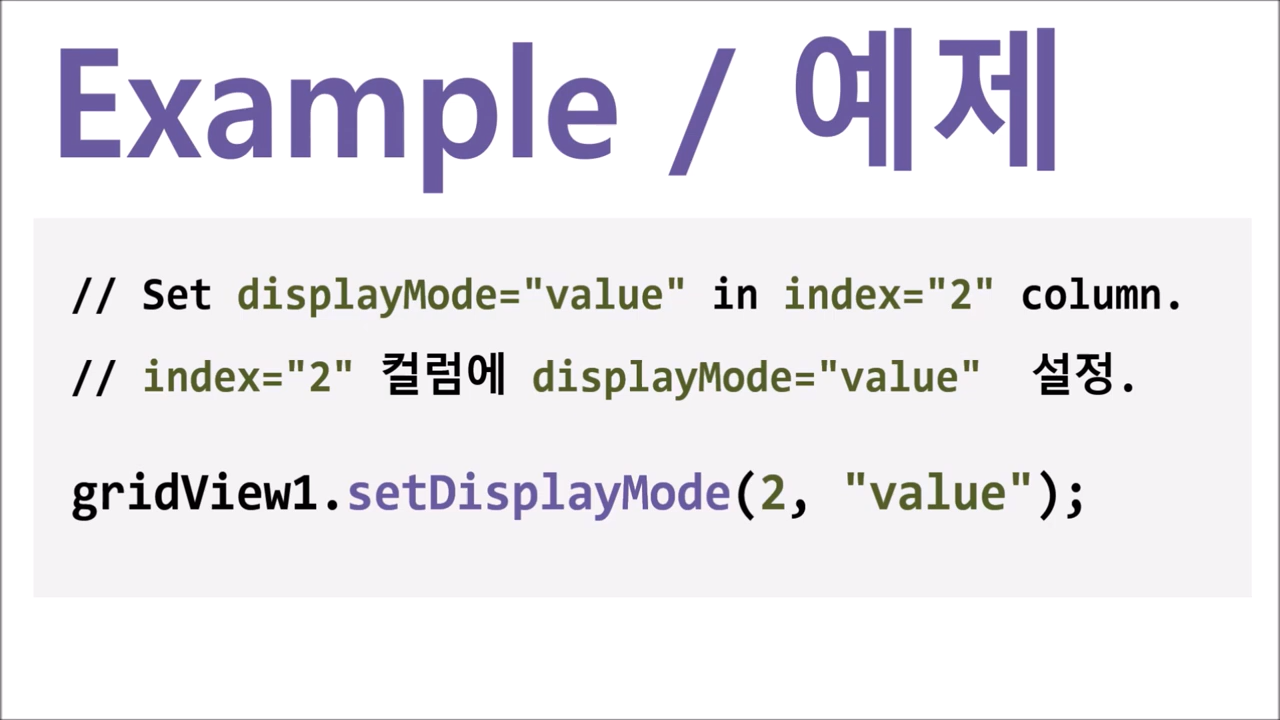 Example / 예제
// Set displayMode="value" in index="2" column.
// index="2" 컬럼에 displayMode="value" 설정.
gridView1.setDisplayMode(2, "value");